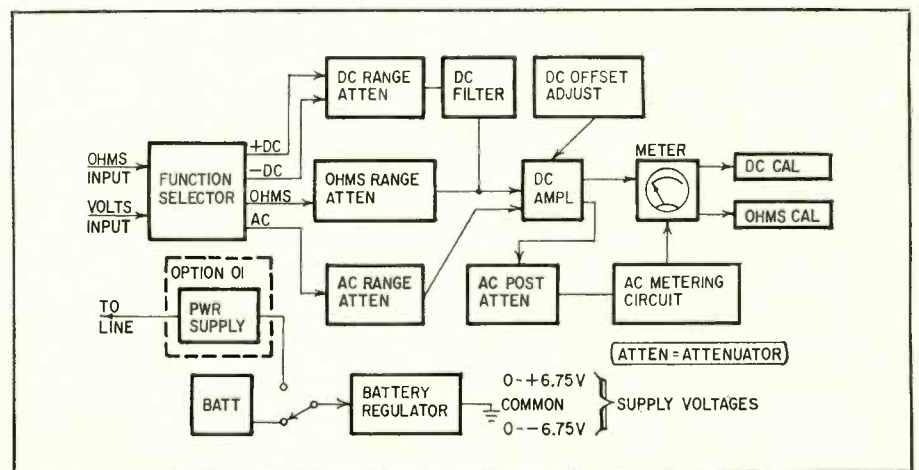 DC RANGE
ATTEN
DC
FILTER
DC OFFSET
ADJUST
OHMS
INPUT
VOLTS
INPUT
FUNCTION
SELECTOR
+DC
-DC
OHMS
AC
OHMS RANGE
ATTEN
DC
AMPL
METER
DC CAL
OHMS CAL
AC RANGE
ATTEN
AC POST
ATTEN
AC METERING
CIRCUIT
OPTION 01
TO
LINE
PWR
SUPPLY
(ATTEN = ATTENUATOR)
BATT
BATTERY
REGULATOR
0-+6.75V
COMMON
0--6.75V
SUPPLY VOLTAGES